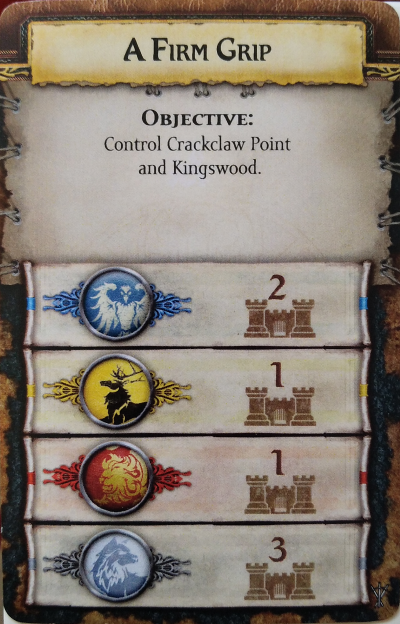 A Firm Grip
Objective:
Control Crackclaw Point
and Kingswood.
2
1
1
3